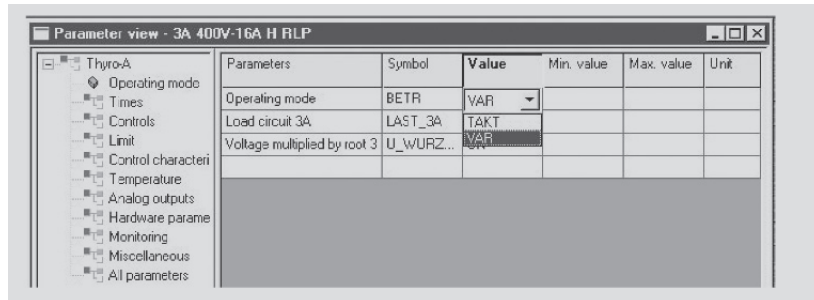 Parameter view - 3A 400V-16A H RLP
Thyro-A
Operating mode
Times
Controls
Limit
Control characteri
Temperature
Analog outputs
Hardware parame
Monitoring
Miscellaneous
All parameters
Parameters Symbol Value Min. value Max. value Unit
Operating mode BETR VAR
Load circuit 3A LAST_3A TAKT
Voltage multiplied by root 3 U_WURZ... VAR